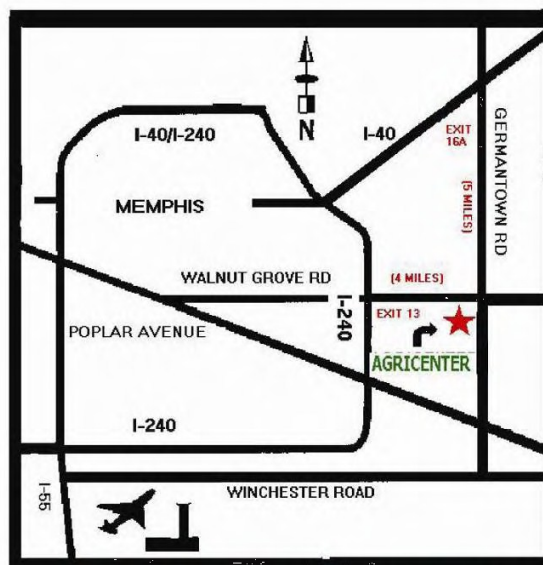 N
I-40/I-240
I-40
EXIT
16A
GERMANTOWN RD
(5 MILES)
MEMPHIS
WALNUT GROVE RD
(4 MILES)
I-240
EXIT 13
POPLAR AVENUE
AGRICENTER
I-240
I-55
WINCHESTER ROAD